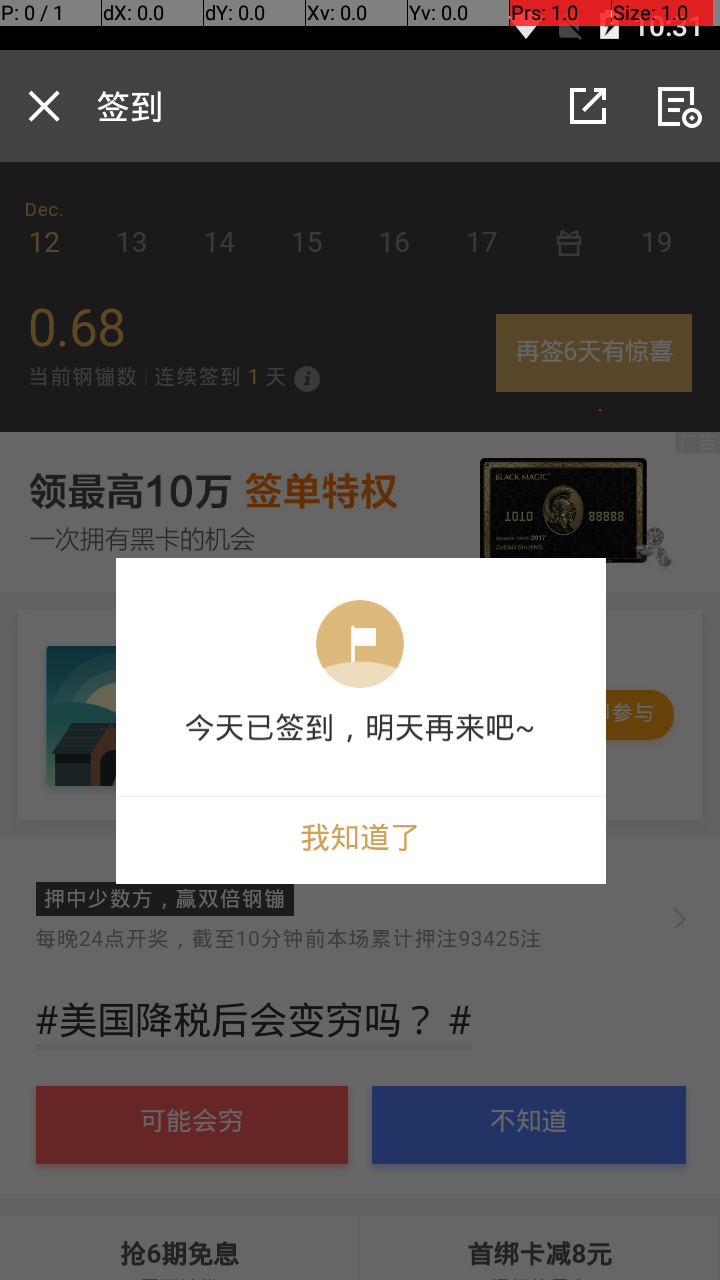 P: 0 / 1 dX: 0.0 dY: 0.0 Xv: 0.0 Yv: 0.0 Prs: 1.0 Size: 1.0
10:31
签到
Dec.
12 13 14 15 16 17 19
0.68
当前钢镚数 | 连续签到 1 天
再签6天有惊喜
广告
领最高10万 签单特权
一次拥有黑卡的机会
BLACK MAGIC
1010 88888
2017
ZHENG SHUANG
参与
今天已签到，明天再来吧~
我知道了
押中少数方，赢双倍钢镚
每晚24点开奖，截至10分钟前本场累计押注93425注
#美国降税后会变穷吗？ #
可能会穷 不知道
抢6期免息 首绑卡减8元